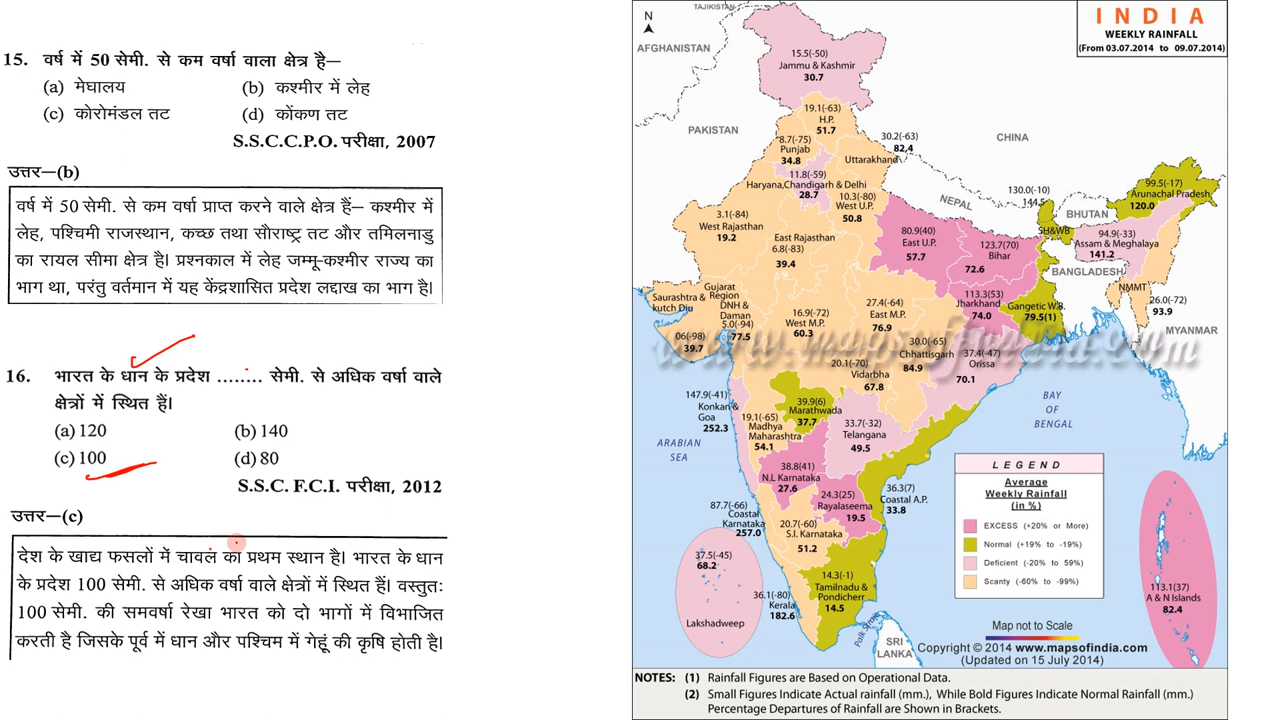 15. वर्ष में 50 सेमी. से कम वर्षा वाला क्षेत्र है—
(a) मेघालय (b) कश्मीर में लेह
(c) कोरोमंडल तट (d) कोंकण तट
S.S.C.C.P.O. परीक्षा, 2007
उत्तर—(b)
वर्ष में 50 सेमी. से कम वर्षा प्राप्त करने वाले क्षेत्र हैं— कश्मीर में
लेह, पश्चिमी राजस्थान, कच्छ तथा सौराष्ट्र तट और तमिलनाडु
का रायल सीमा क्षेत्र है। प्रश्नकाल में लेह जम्मू-कश्मीर राज्य का
भाग था, परंतु वर्तमान में यह केंद्रशासित प्रदेश लद्दाख का भाग है।
16. भारत के धान के प्रदेश ........ सेमी. से अधिक वर्षा वाले
क्षेत्रों में स्थित हैं।
(a) 120 (b) 140
(c) 100 (d) 80
S.S.C. F.C.I. परीक्षा, 2012
उत्तर—(c)
देश के खाद्य फसलों में चावल का प्रथम स्थान है। भारत के धान
के प्रदेश 100 सेमी. से अधिक वर्षा वाले क्षेत्रों में स्थित हैं। वस्तुतः
100 सेमी. की समवर्षा रेखा भारत को दो भागों में विभाजित
करती है जिसके पूर्व में धान और पश्चिम में गेहूं की कृषि होती है।
INDIA
WEEKLY RAINFALL
(From 03.07.2014 to 09.07.2014)
N
TAJIKISTAN
AFGHANISTAN
15.5(-50)
Jammu & Kashmir
30.7
PAKISTAN
CHINA
19.1(-63)
H.P.
51.7
8.7(-75)
Punjab
34.8
30.2(-63)
82.4
Uttarakhand
11.8(-59)
Haryana,Chandigarh & Delhi
28.7
10.3(-80)
West U.P.
50.8
NEPAL
130.0(-10)
144.5
SH&WB
BHUTAN
99.5(-17)
Arunachal Pradesh
120.0
94.9(-33)
Assam & Meghalaya
141.2
BANGLADESH
NMMT
26.0(-72)
93.9
MYANMAR
3.1(-84)
West Rajasthan
19.2
East Rajasthan
6.8(-83)
39.4
80.9(40)
East U.P.
57.7
123.7(70)
Bihar
72.6
113.3(53)
Jharkhand
74.0
Gangetic W.B.
79.5(1)
Saurashtra &
kutch Diu
06(-98)
39.7
Gujarat
Region
DNH &
Daman
5.0(-94)
77.5
16.9(-72)
West M.P.
60.3
27.4(-64)
East M.P.
76.9
30.0(-65)
Chhattisgarh
84.9
37.4(-47)
Orissa
70.1
www.mapsofindia.com
20.1(-70)
Vidarbha
67.8
147.9(-41)
Konkan &
Goa
252.3
19.1(-65)
Madhya
Maharashtra
54.1
39.9(6)
Marathwada
37.7
33.7(-32)
Telangana
49.5
ARABIAN
SEA
BAY
OF
BENGAL
38.8(41)
N.I. Karnataka
27.6
24.3(25)
Rayalaseema
19.5
36.3(7)
Coastal A.P.
33.8
87.7(-66)
Coastal
Karnataka
257.0
20.7(-60)
S.I. Karnataka
51.2
37.5(-45)
68.2
Lakshadweep
36.1(-80)
Kerala
182.6
14.3(-1)
Tamilnadu &
Pondicherr
14.5
Palk Strait
SRI
LANKA
113.1(37)
A & N Islands
82.4
LEGEND
Average
Weekly Rainfall
(in %)
EXCESS (+20% or More)
Normal (+19% to -19%)
Deficient (-20% to 59%)
Scanty (-60% to -99%)
Map not to Scale
Copyright © 2014 www.mapsofindia.com
(Updated on 15 July 2014)
NOTES: (1) Rainfall Figures are Based on Operational Data.
(2) Small Figures Indicate Actual rainfall (mm.), While Bold Figures Indicate Normal Rainfall (mm.)
Percentage Departures of Rainfall are Shown in Brackets.